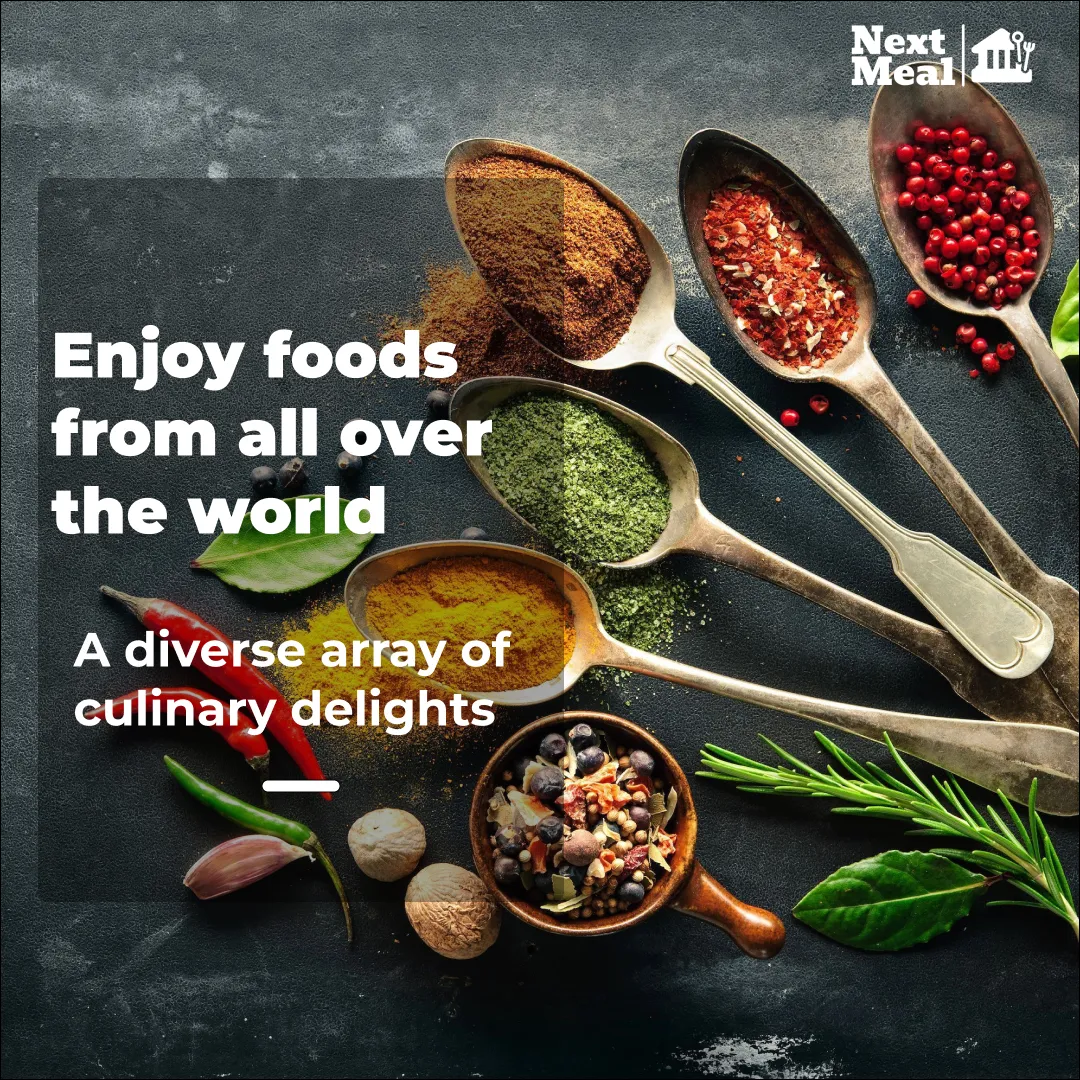 Next
Meal
Enjoy foods
from all over
the world
A diverse array of
culinary delights